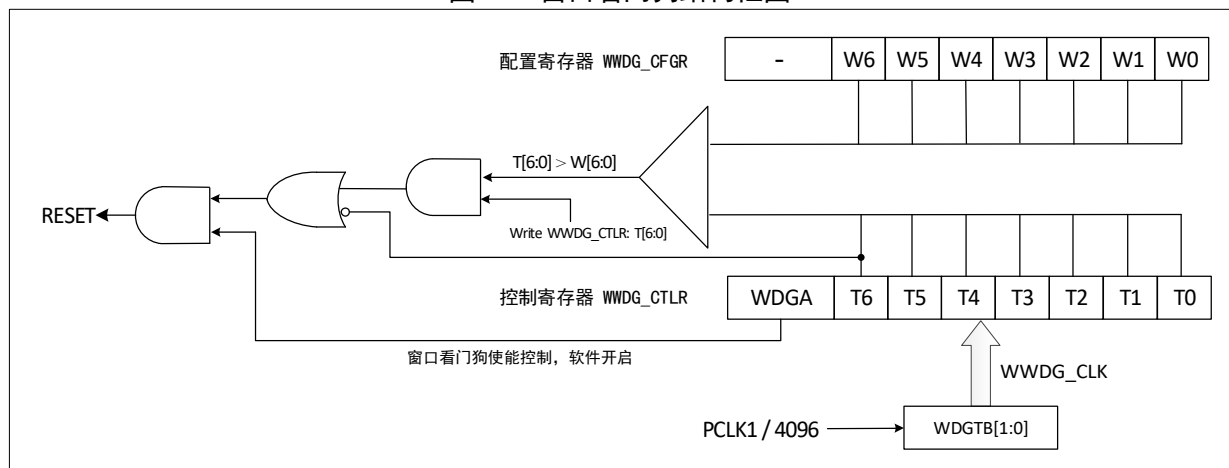 配置寄存器 WWDG_CFGR
- W6 W5 W4 W3 W2 W1 W0
T[6:0] > W[6:0]
RESET
Write WWDG_CTLR: T[6:0]
控制寄存器 WWDG_CTLR
WDGA T6 T5 T4 T3 T2 T1 T0
窗口看门狗使能控制，软件开启
WWDG_CLK
PCLK1 / 4096
WDGTB[1:0]